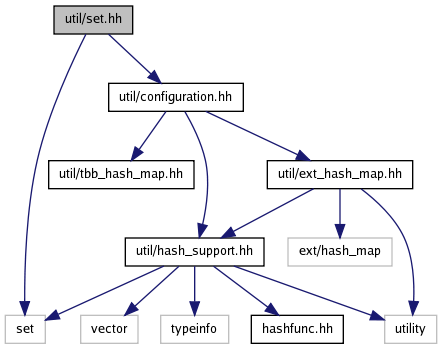 util/set.hh
util/configuration.hh
util/tbb_hash_map.hh
util/ext_hash_map.hh
util/hash_support.hh
ext/hash_map
set
vector
typeinfo
hashfunc.hh
utility